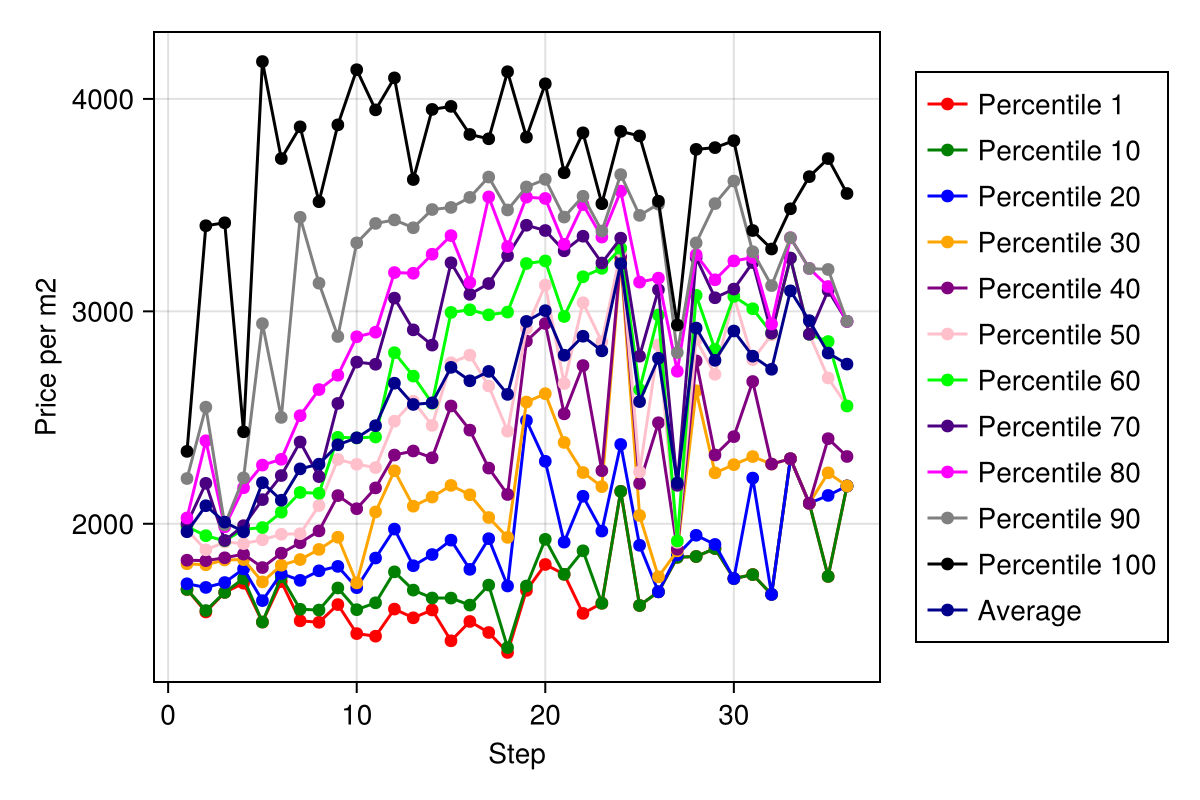 4000
3000
2000
Price per m2
0 10 20 30
Step
Percentile 1
Percentile 10
Percentile 20
Percentile 30
Percentile 40
Percentile 50
Percentile 60
Percentile 70
Percentile 80
Percentile 90
Percentile 100
Average